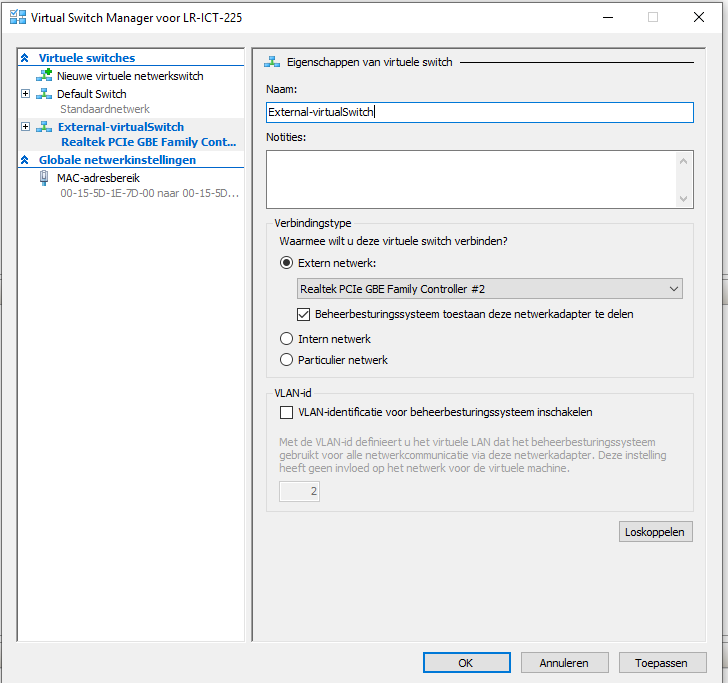 Virtual Switch Manager voor LR-ICT-225
Virtuele switches
Nieuwe virtuele netwerkswitch
Default Switch
Standaardnetwerk
External-virtualSwitch
Realtek PCIe GBE Family Cont...
Globale netwerkinstellingen
MAC-adresbereik
00-15-5D-1E-7D-00 naar 00-15-5D...
Eigenschappen van virtuele switch
Naam:
External-virtualSwitch
Notities:
Verbindingstype
Waarmee wilt u deze virtuele switch verbinden?
Extern netwerk:
Realtek PCIe GBE Family Controller #2
Beheerbesturingssysteem toestaan deze netwerkadapter te delen
Intern netwerk
Particulier netwerk
VLAN-id
VLAN-identificatie voor beheerbesturingssysteem inschakelen
Met de VLAN-id definieert u het virtuele LAN dat het beheerbesturingssysteem
gebruikt voor alle netwerkcommunicatie via deze netwerkadapter. Deze instelling
heeft geen invloed op het netwerk voor de virtuele machine.
2
Loskoppelen
OK
Annuleren
Toepassen